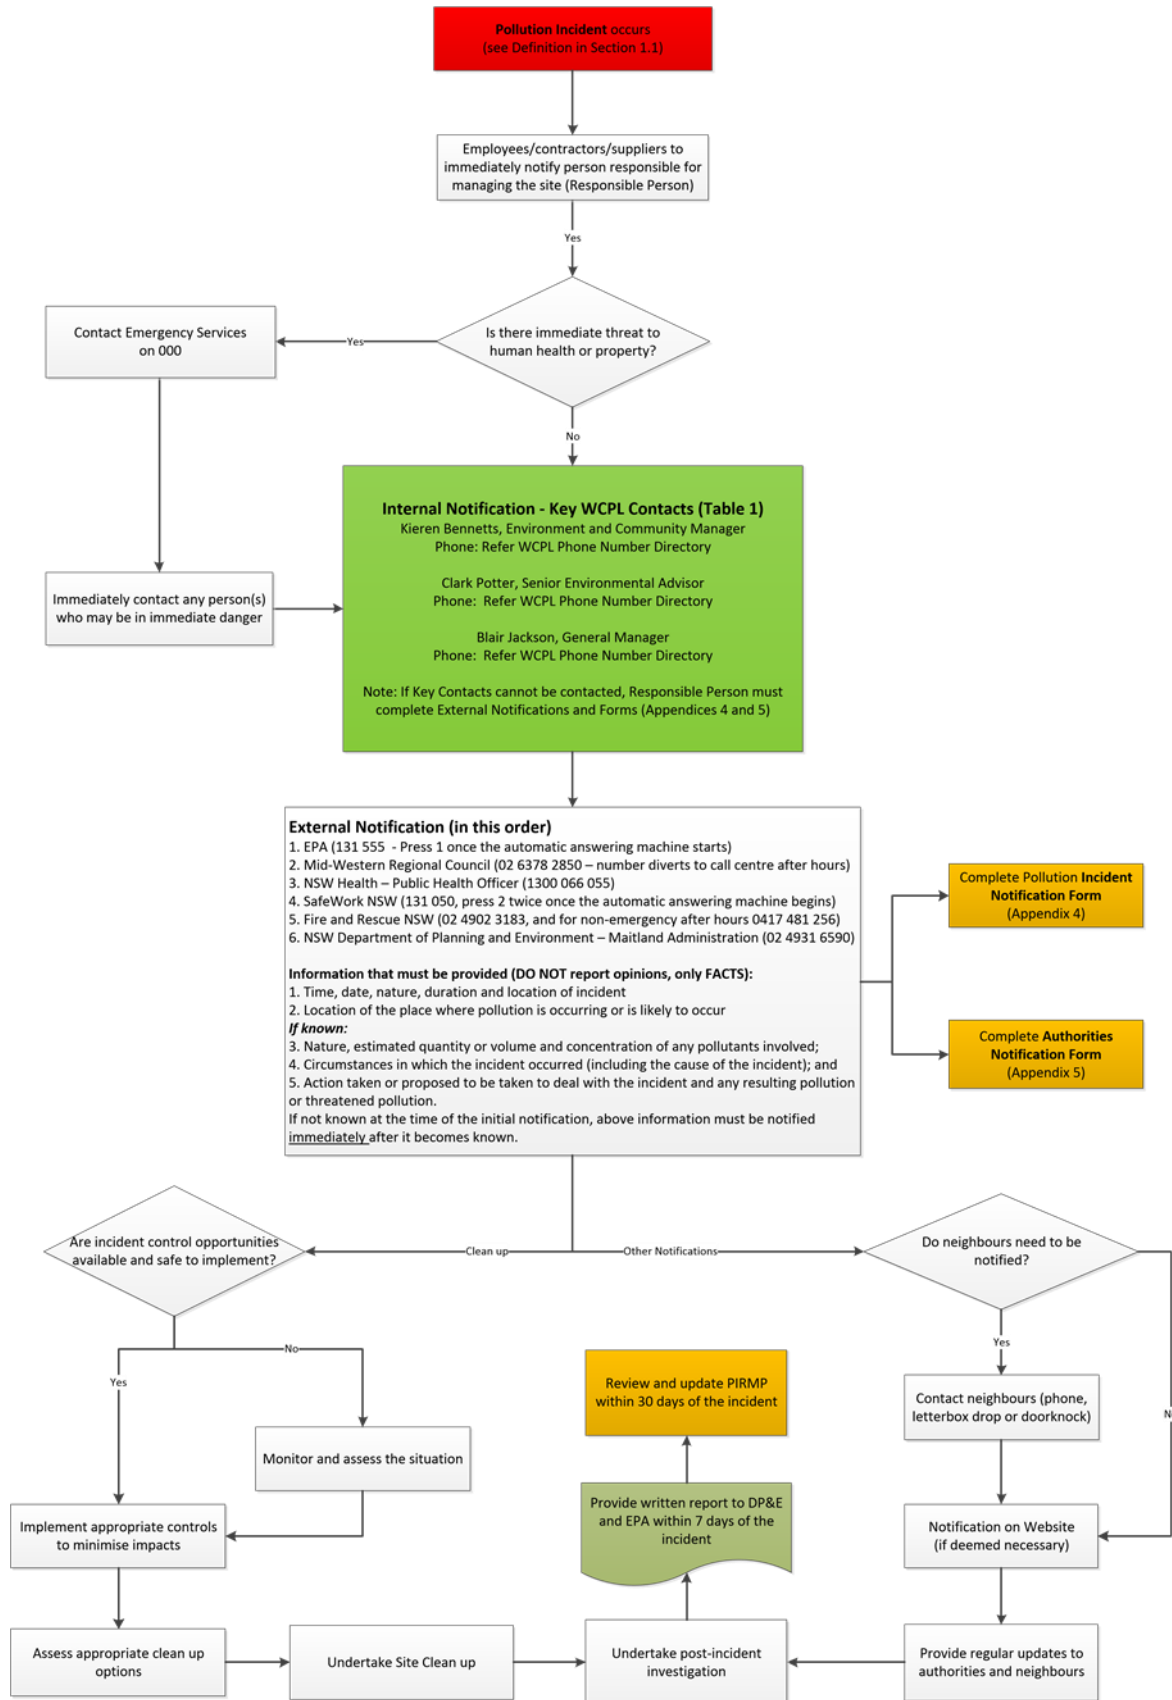 Pollution Incident occurs
(see Definition in Section 1.1)
Employees/contractors/suppliers to
immediately notify person responsible for
managing the site (Responsible Person)
Yes
Is there immediate threat to
human health or property?
Yes
Contact Emergency Services
on 000
No
Immediately contact any person(s)
who may be in immediate danger
Internal Notification - Key WCPL Contacts (Table 1)
Kieren Bennetts, Environment and Community Manager
Phone: Refer WCPL Phone Number Directory
Clark Potter, Senior Environmental Advisor
Phone:  Refer WCPL Phone Number Directory
Blair Jackson, General Manager
Phone:  Refer WCPL Phone Number Directory
Note: If Key Contacts cannot be contacted, Responsible Person must
complete External Notifications and Forms (Appendices 4 and 5)
External Notification (in this order)
1. EPA (131 555  - Press 1 once the automatic answering machine starts)
2. Mid-Western Regional Council (02 6378 2850 – number diverts to call centre after hours)
3. NSW Health – Public Health Officer (1300 066 055)
4. SafeWork NSW (131 050, press 2 twice once the automatic answering machine begins)
5. Fire and Rescue NSW (02 4902 3183, and for non-emergency after hours 0417 481 256)
6. NSW Department of Planning and Environment – Maitland Administration (02 4931 6590)
Information that must be provided (DO NOT report opinions, only FACTS):
1. Time, date, nature, duration and location of incident
2. Location of the place where pollution is occurring or is likely to occur
If known:
3. Nature, estimated quantity or volume and concentration of any pollutants involved;
4. Circumstances in which the incident occurred (including the cause of the incident); and
5. Action taken or proposed to be taken to deal with the incident and any resulting pollution
or threatened pollution.
If not known at the time of the initial notification, above information must be notified
immediately after it becomes known.
Complete Pollution Incident
Notification Form
(Appendix 4)
Complete Authorities
Notification Form
(Appendix 5)
Clean up
Other Notifications
Are incident control opportunities
available and safe to implement?
Do neighbours need to be
notified?
No
Yes
Yes
No
Monitor and assess the situation
Review and update PIRMP
within 30 days of the incident
Contact neighbours (phone,
letterbox drop or doorknock)
Implement appropriate controls
to minimise impacts
Provide written report to DP&E
and EPA within 7 days of the
incident
Notification on Website
(if deemed necessary)
Assess appropriate clean up
options
Undertake Site Clean up
Undertake post-incident
investigation
Provide regular updates to
authorities and neighbours